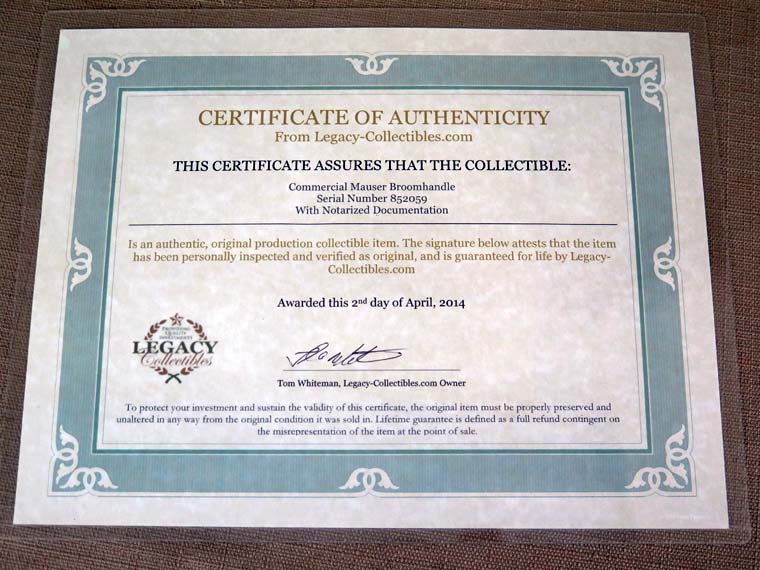 CERTIFICATE OF AUTHENTICITY
From Legacy-Collectibles.com
THIS CERTIFICATE ASSURES THAT THE COLLECTIBLE:
Commercial Mauser Broomhandle
Serial Number 852059
With Notarized Documentation
Is an authentic, original production collectible item. The signature below attests that the item
has been personally inspected and verified as original, and is guaranteed for life by Legacy-
Collectibles.com
Awarded this 2nd day of April, 2014
PROVIDING
QUALITY
INVESTMENTS
LEGACY
Collectibles
Tom Whiteman, Legacy-Collectibles.com Owner
To protect your investment and sustain the validity of this certificate, the original item must be properly preserved and
unaltered in any way from the original condition it was sold in. Lifetime guarantee is defined as a full refund contingent on
the misrepresentation of the item at the point of sale.